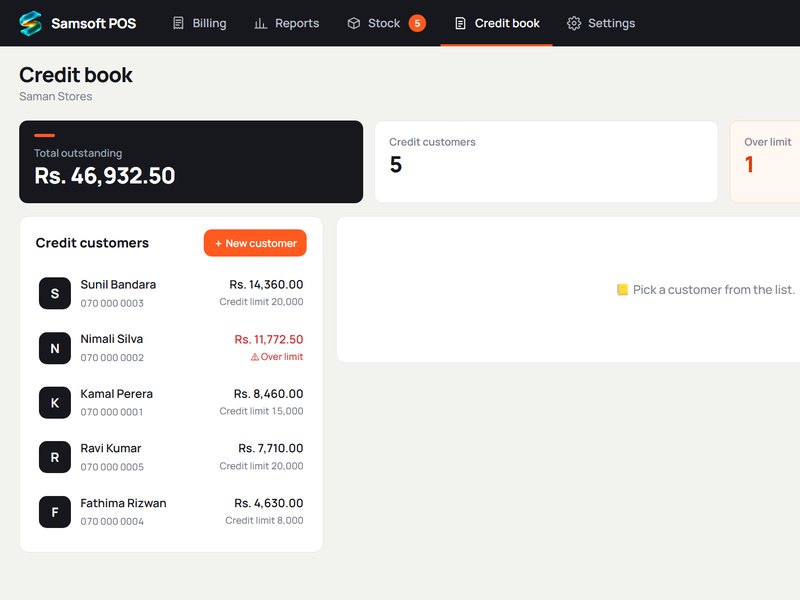 Samsoft POS
Billing
Reports
Stock 5
Credit book
Settings
Credit book
Saman Stores
Total outstanding
Rs. 46,932.50
Credit customers
5
Over limit
1
Credit customers
+ New customer
S
Sunil Bandara
Rs. 14,360.00
070 000 0003
Credit limit 20,000
N
Nimali Silva
Rs. 11,772.50
070 000 0002
⚠ Over limit
K
Kamal Perera
Rs. 8,460.00
070 000 0001
Credit limit 15,000
R
Ravi Kumar
Rs. 7,710.00
070 000 0005
Credit limit 20,000
F
Fathima Rizwan
Rs. 4,630.00
070 000 0004
Credit limit 8,000
📒 Pick a customer from the list.